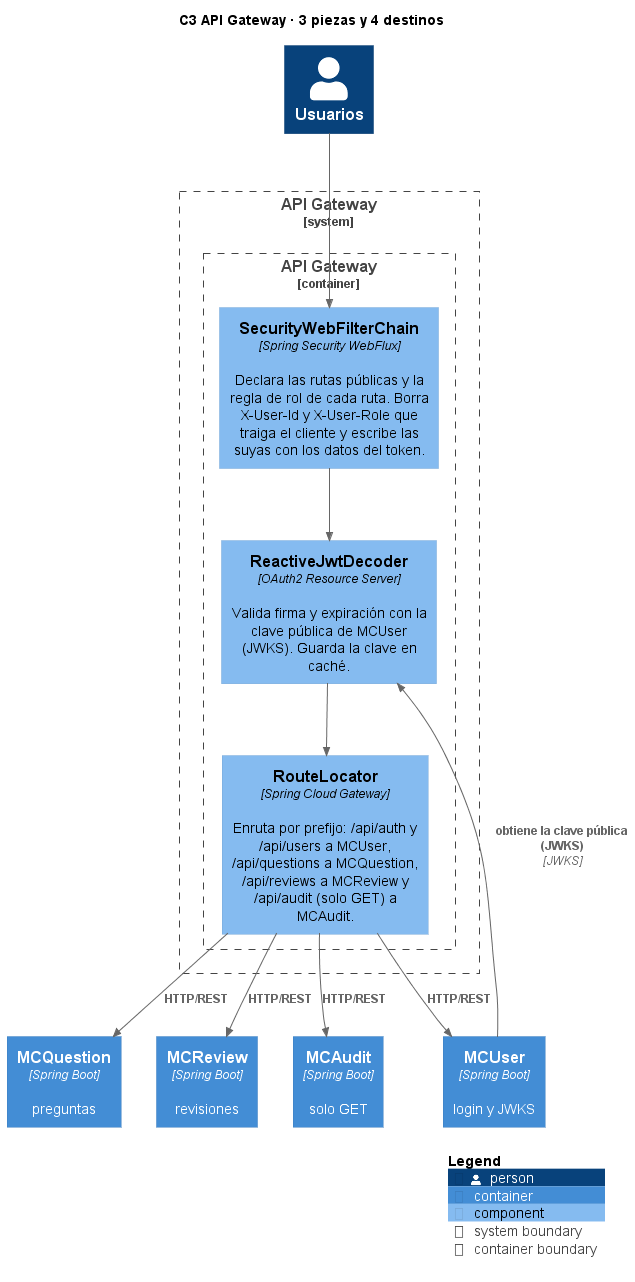 C3 API Gateway · 3 piezas y 4 destinos
Usuarios
API Gateway
[system]
API Gateway
[container]
SecurityWebFilterChain
[Spring Security WebFlux]
Declara las rutas públicas y la
regla de rol de cada ruta. Borra
X-User-Id y X-User-Role que
traiga el cliente y escribe las
suyas con los datos del token.
ReactiveJwtDecoder
[OAuth2 Resource Server]
Valida firma y expiración con la
clave pública de MCUser
(JWKS). Guarda la clave en
caché.
RouteLocator
[Spring Cloud Gateway]
Enruta por prefijo: /api/auth y
/api/users a MCUser,
/api/questions a MCQuestion,
/api/reviews a MCReview y
/api/audit (solo GET) a
MCAudit.
obtiene la clave pública
(JWKS)
[JWKS]
HTTP/REST
HTTP/REST
HTTP/REST
HTTP/REST
MCQuestion
[Spring Boot]
preguntas
MCReview
[Spring Boot]
revisiones
MCAudit
[Spring Boot]
solo GET
MCUser
[Spring Boot]
login y JWKS
Legend
person
container
component
system boundary
container boundary